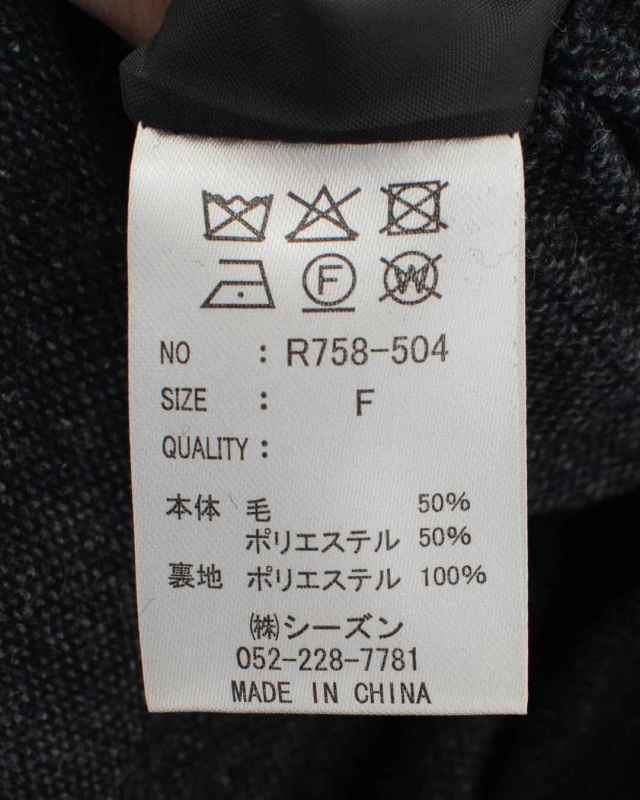 F W
NO : R758-504
SIZE : F
QUALITY :
本体 毛 50%
ポリエステル 50%
裏地 ポリエステル 100%
㈱シーズン
052-228-7781
MADE IN CHINA